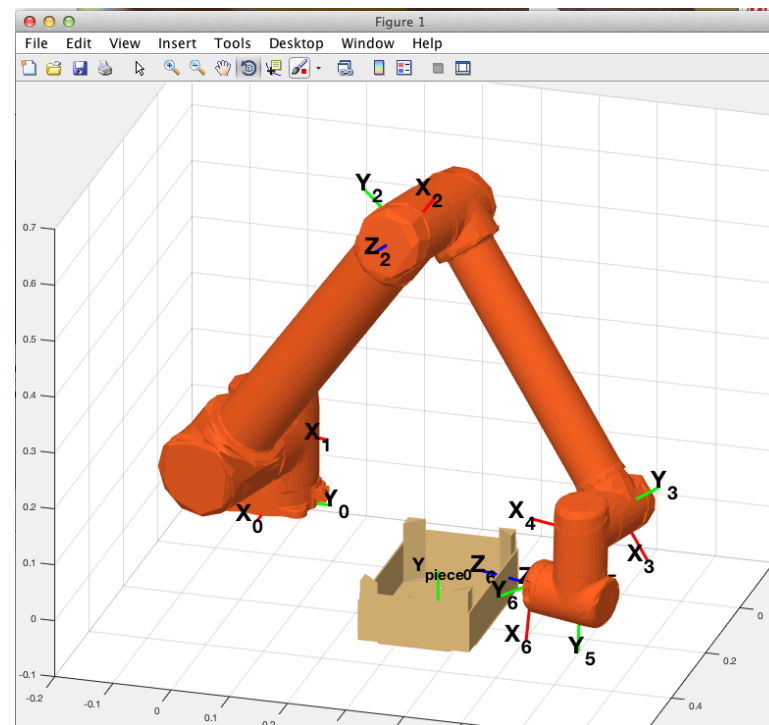 Figure 1
File Edit View Insert Tools Desktop Window Help
Y2
X2
Z2
0.7
0.6
0.5
0.4
0.3
0.2
0.1
0
-0.1
X1
X0
Y0
Y3
X4
X3
Ypiece0
Z6
Y6
X6
Y5
-0.2
-0.1
0
0.1
0
0.2
0.4